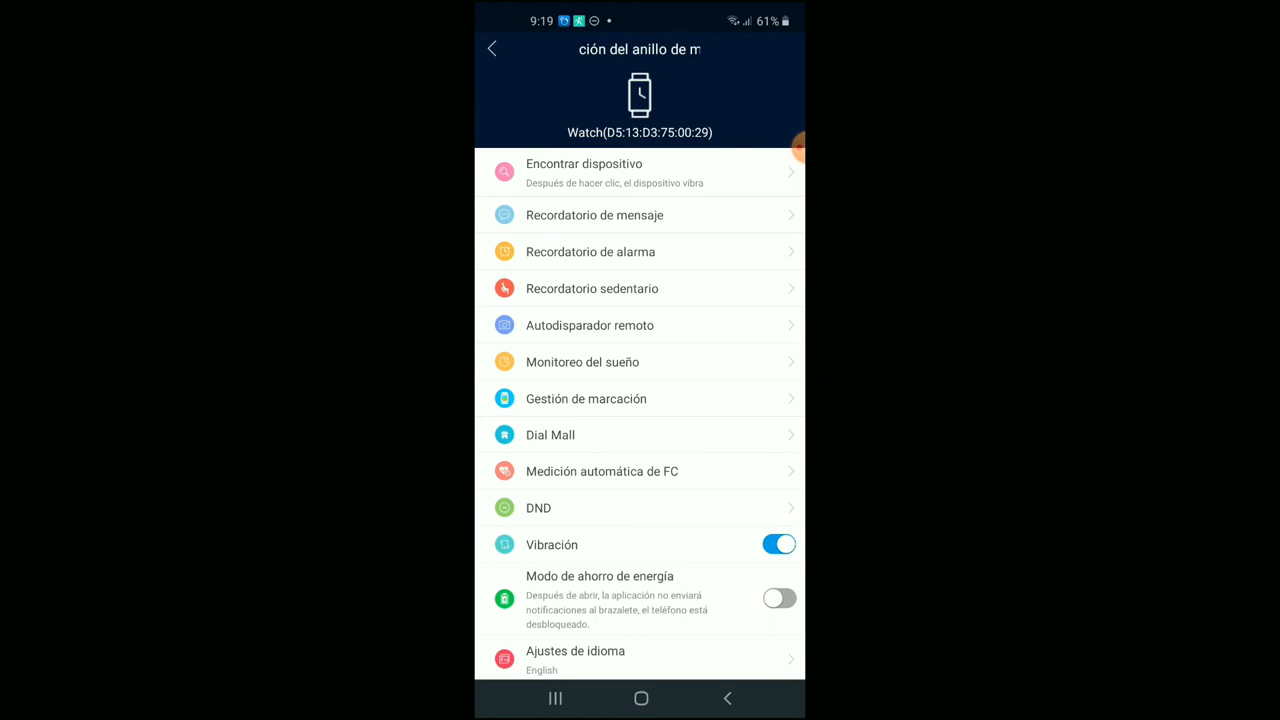 9:19 61%
ción del anillo de m
Watch(D5:13:D3:75:00:29)
Encontrar dispositivo
Después de hacer clic, el dispositivo vibra
Recordatorio de mensaje
Recordatorio de alarma
Recordatorio sedentario
Autodisparador remoto
Monitoreo del sueño
Gestión de marcación
Dial Mall
Medición automática de FC
DND
Vibración
Modo de ahorro de energía
Después de abrir, la aplicación no enviará
notificaciones al brazalete, el teléfono está
desbloqueado.
Ajustes de idioma
English